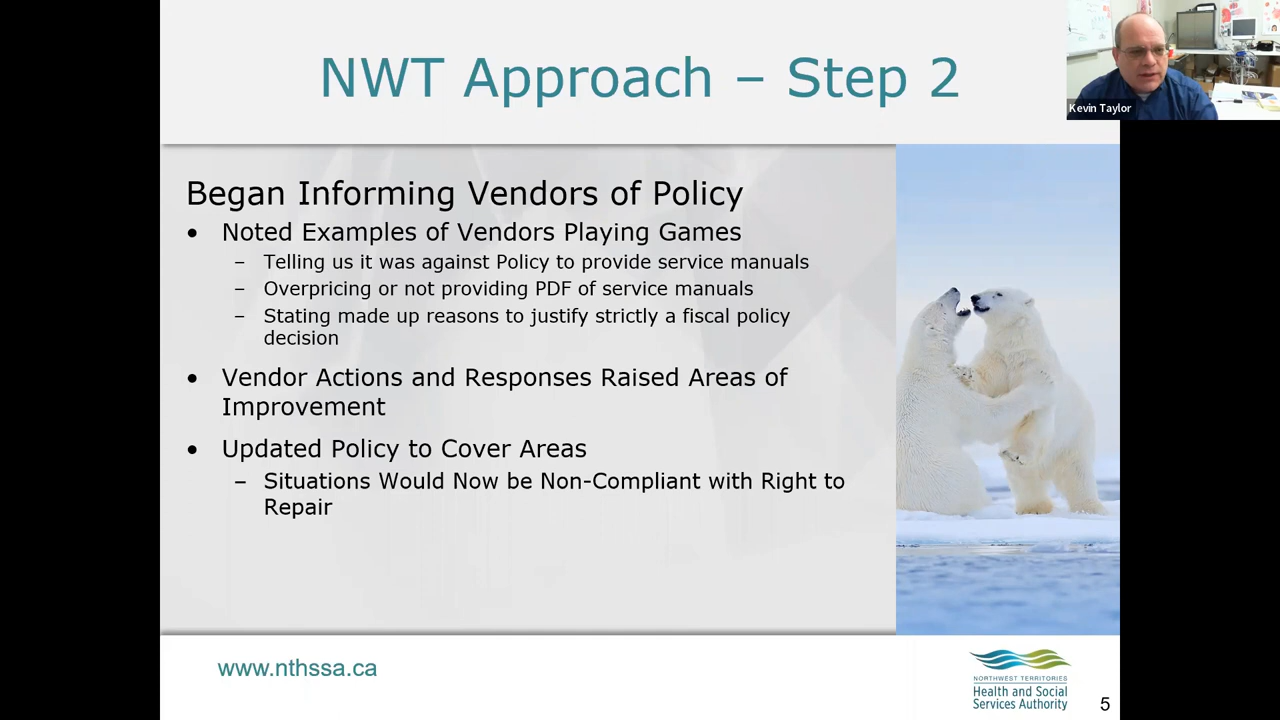 NWT Approach – Step 2
Kevin Taylor
Began Informing Vendors of Policy
• Noted Examples of Vendors Playing Games
– Telling us it was against Policy to provide service manuals
– Overpricing or not providing PDF of service manuals
– Stating made up reasons to justify strictly a fiscal policy
decision
• Vendor Actions and Responses Raised Areas of
Improvement
• Updated Policy to Cover Areas
– Situations Would Now be Non-Compliant with Right to
Repair
www.nthssa.ca
NORTHWEST TERRITORIES
Health and Social
Services Authority
5